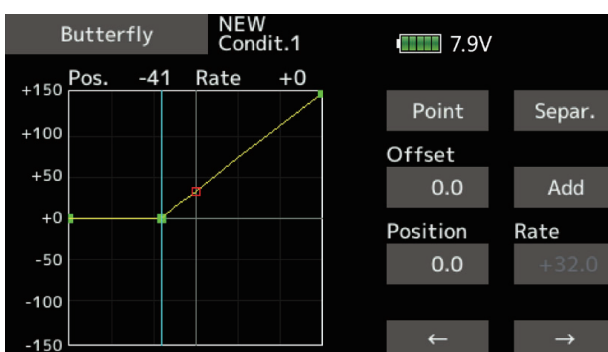 Butterfly
NEW
Condit.1
7.9V
Pos. -41 Rate +0
+150
+100
+50
+0
-50
-100
-150
Point Separ.
Offset
0.0 Add
Position Rate
0.0 +32.0
← →